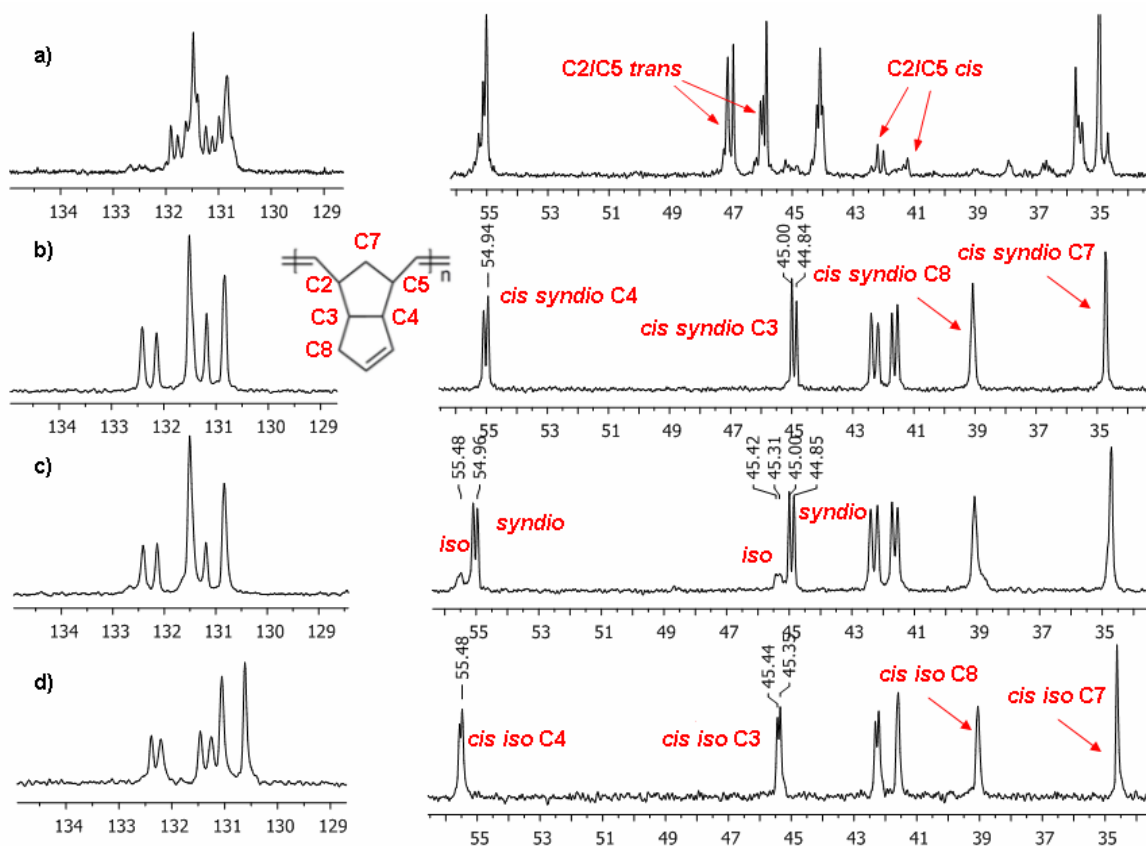 a)
C2/C5 trans
C2/C5 cis
134 133 132 131 130 129
55 53 51 49 47 45 43 41 39 37 35
b)
C7
C2
C5
C3
C4
C8
n
54.94
cis syndio C4
45.00
44.84
cis syndio C3
cis syndio C8
cis syndio C7
134 133 132 131 130 129
55 53 51 49 47 45 43 41 39 37 35
c)
55.48
54.96
iso
syndio
45.42
45.31
45.00
44.85
iso
syndio
134 133 132 131 130 129
55 53 51 49 47 45 43 41 39 37 35
d)
55.48
cis iso C4
45.44
45.35
cis iso C3
cis iso C8
cis iso C7
134 133 132 131 130 129
55 53 51 49 47 45 43 41 39 37 35